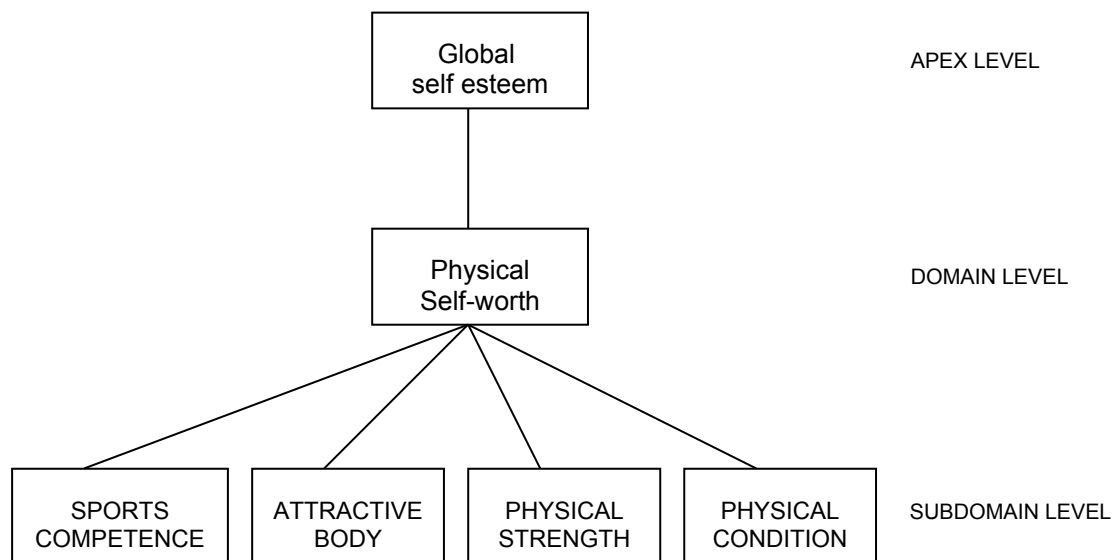 Global
self esteem
APEX LEVEL
Physical
Self-worth
DOMAIN LEVEL
SPORTS
COMPETENCE
ATTRACTIVE
BODY
PHYSICAL
STRENGTH
PHYSICAL
CONDITION
SUBDOMAIN LEVEL